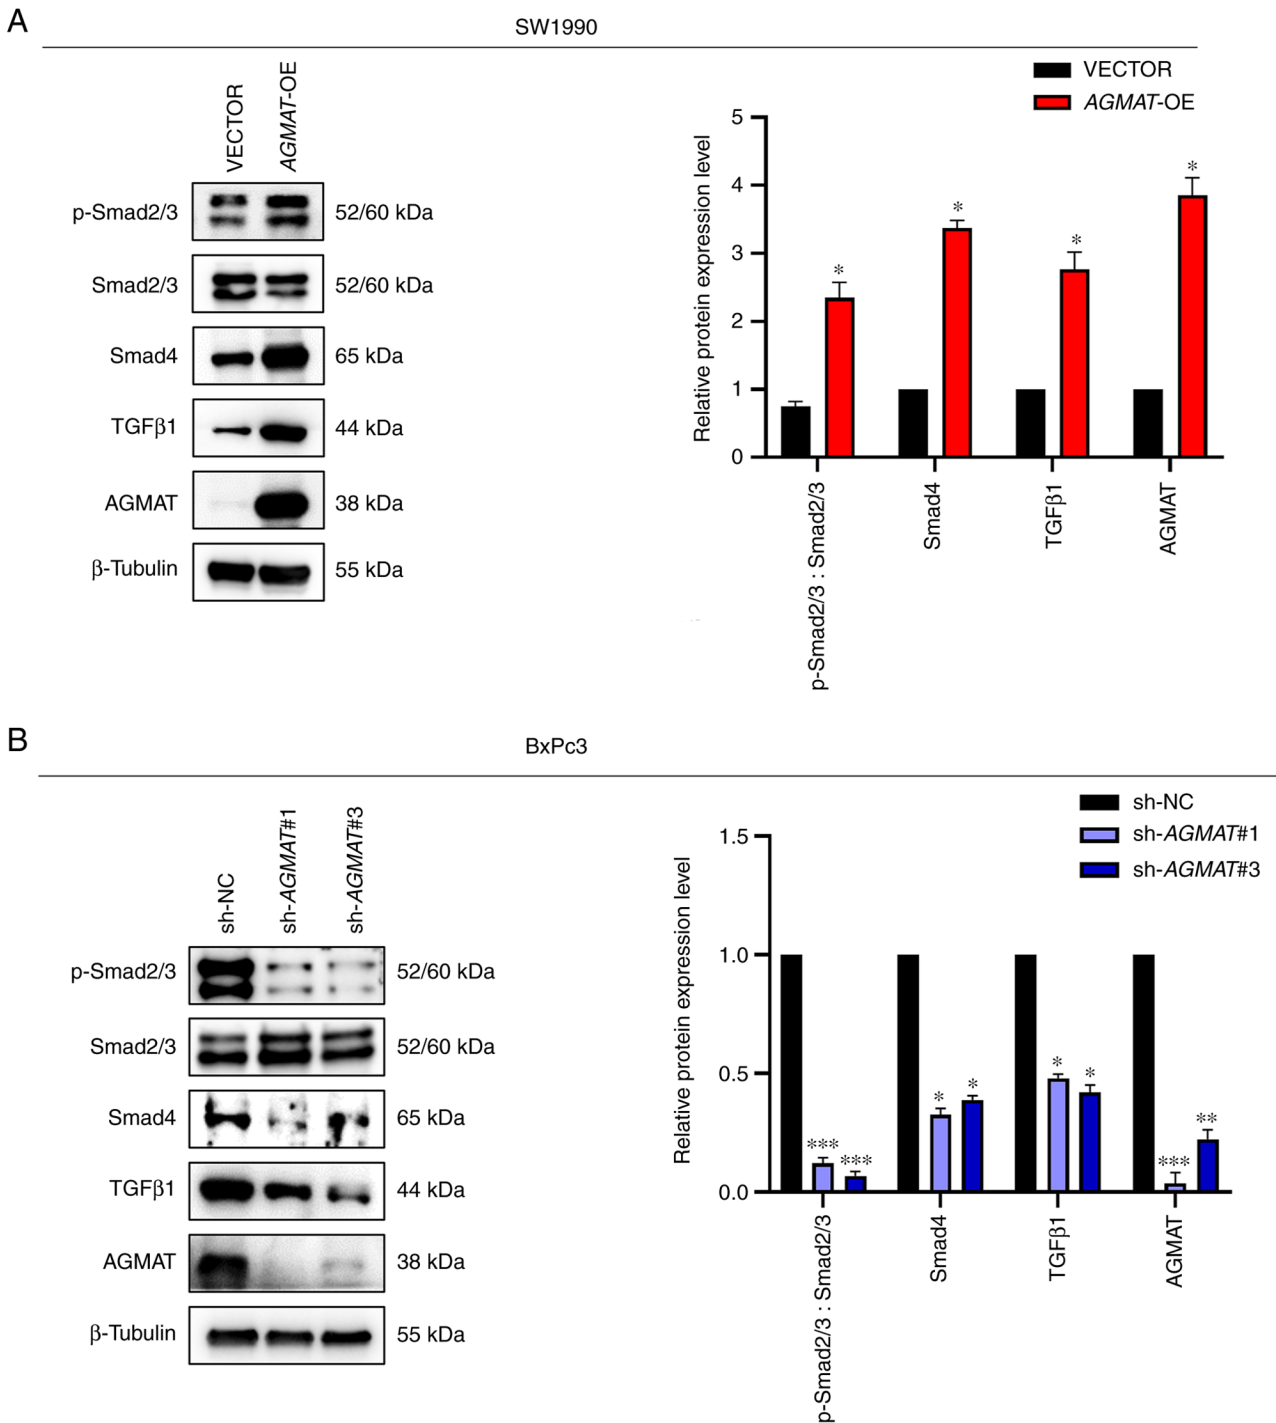 A
SW1990
VECTOR
AGMAT-OE
p-Smad2/3
52/60 kDa
Smad2/3
52/60 kDa
Smad4
65 kDa
TGFβ1
44 kDa
AGMAT
38 kDa
β-Tubulin
55 kDa
VECTOR
AGMAT-OE
Relative protein expression level
5
4
3
2
1
0
*
*
*
*
p-Smad2/3 : Smad2/3
Smad4
TGFβ1
AGMAT
B
BxPc3
sh-NC
sh-AGMAT#1
sh-AGMAT#3
p-Smad2/3
52/60 kDa
Smad2/3
52/60 kDa
Smad4
65 kDa
TGFβ1
44 kDa
AGMAT
38 kDa
β-Tubulin
55 kDa
sh-NC
sh-AGMAT#1
sh-AGMAT#3
Relative protein expression level
1.5
1.0
0.5
0.0
***
***
*
*
*
*
***
**
p-Smad2/3 : Smad2/3
Smad4
TGFβ1
AGMAT